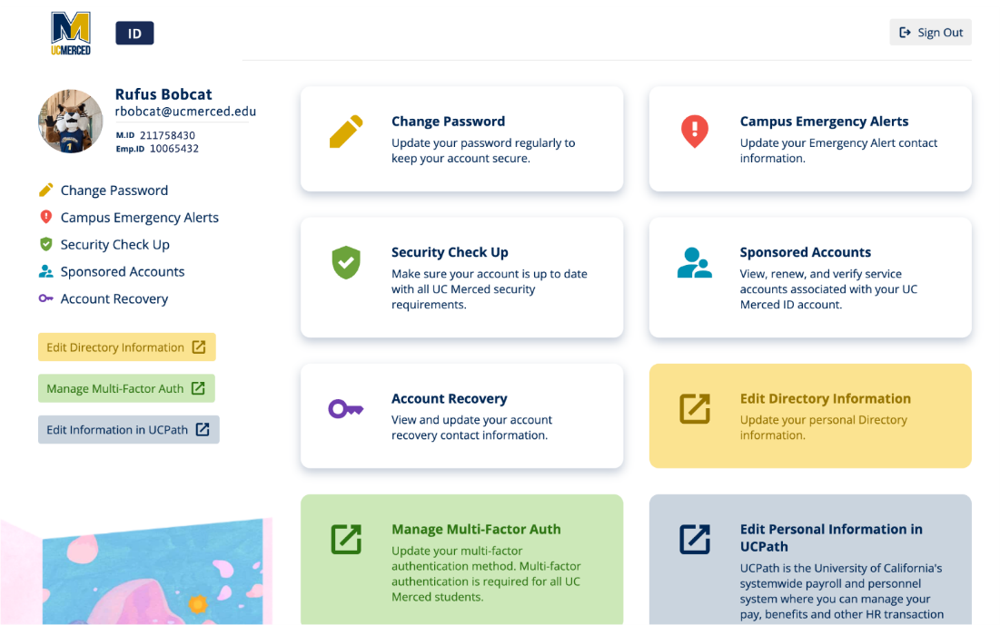 UCMERCED
ID
Sign Out
Rufus Bobcat
rbobcat@ucmerced.edu
M.ID 211758430
Emp.ID 10065432
Change Password
Campus Emergency Alerts
Security Check Up
Sponsored Accounts
Account Recovery
Edit Directory Information
Manage Multi-Factor Auth
Edit Information in UCPath
Change Password
Update your password regularly to
keep your account secure.
Campus Emergency Alerts
Update your Emergency Alert contact
information.
Security Check Up
Make sure your account is up to date
with all UC Merced security
requirements.
Sponsored Accounts
View, renew, and verify service
accounts associated with your UC
Merced ID account.
Account Recovery
View and update your account
recovery contact information.
Edit Directory Information
Update your personal Directory
information.
Manage Multi-Factor Auth
Update your multi-factor
authentication method. Multi-factor
authentication is required for all UC
Merced students.
Edit Personal Information in
UCPath
UCPath is the University of California's
systemwide payroll and personnel
system where you can manage your
pay, benefits and other HR transaction